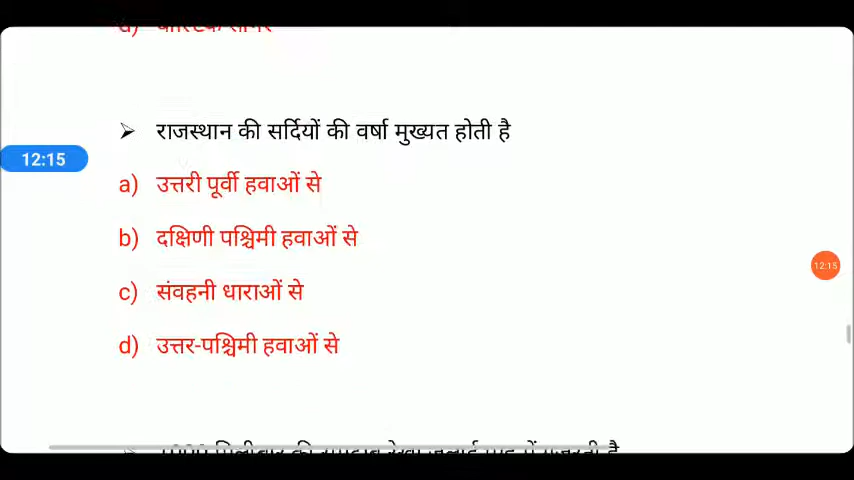 ➤ राजस्थान की सर्दियों की वर्षा मुख्यत होती है
12:15
a) उत्तरी पूर्वी हवाओं से
b) दक्षिणी पश्चिमी हवाओं से
12:15
c) संवहनी धाराओं से
d) उत्तर-पश्चिमी हवाओं से